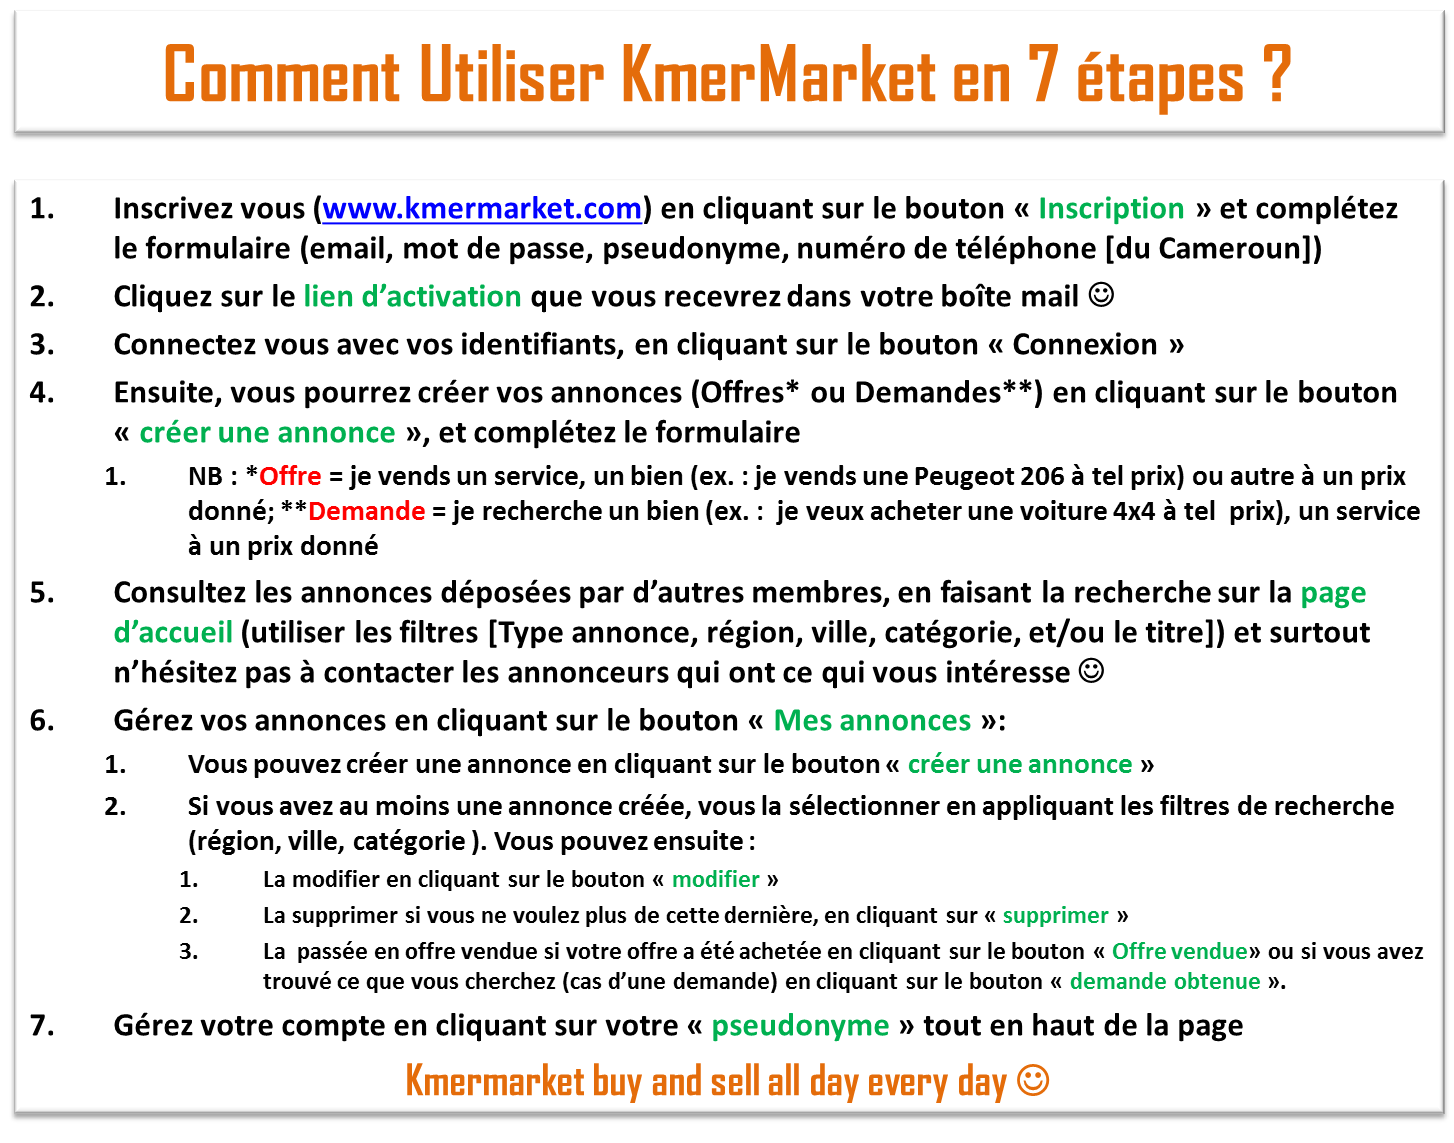 Comment Utiliser KmerMarket en 7 étapes ?
1. Inscrivez vous (www.kmermarket.com) en cliquant sur le bouton « Inscription » et complétez
le formulaire (email, mot de passe, pseudonyme, numéro de téléphone [du Cameroun])
2. Cliquez sur le lien d’activation que vous recevrez dans votre boîte mail ☺
3. Connectez vous avec vos identifiants, en cliquant sur le bouton « Connexion »
4. Ensuite, vous pourrez créer vos annonces (Offres* ou Demandes**) en cliquant sur le bouton
« créer une annonce », et complétez le formulaire
1. NB : *Offre = je vends un service, un bien (ex. : je vends une Peugeot 206 à tel prix) ou autre à un prix
donné; **Demande = je recherche un bien (ex. : je veux acheter une voiture 4x4 à tel prix), un service
à un prix donné
5. Consultez les annonces déposées par d’autres membres, en faisant la recherche sur la page
d’accueil (utiliser les filtres [Type annonce, région, ville, catégorie, et/ou le titre]) et surtout
n’hésitez pas à contacter les annonceurs qui ont ce qui vous intéresse ☺
6. Gérez vos annonces en cliquant sur le bouton « Mes annonces »:
1. Vous pouvez créer une annonce en cliquant sur le bouton « créer une annonce »
2. Si vous avez au moins une annonce créée, vous la sélectionner en appliquant les filtres de recherche
(région, ville, catégorie ). Vous pouvez ensuite :
1. La modifier en cliquant sur le bouton « modifier »
2. La supprimer si vous ne voulez plus de cette dernière, en cliquant sur « supprimer »
3. La passée en offre vendue si votre offre a été achetée en cliquant sur le bouton « Offre vendue» ou si vous avez
trouvé ce que vous cherchez (cas d’une demande) en cliquant sur le bouton « demande obtenue ».
7. Gérez votre compte en cliquant sur votre « pseudonyme » tout en haut de la page
Kmermarket buy and sell all day every day ☺